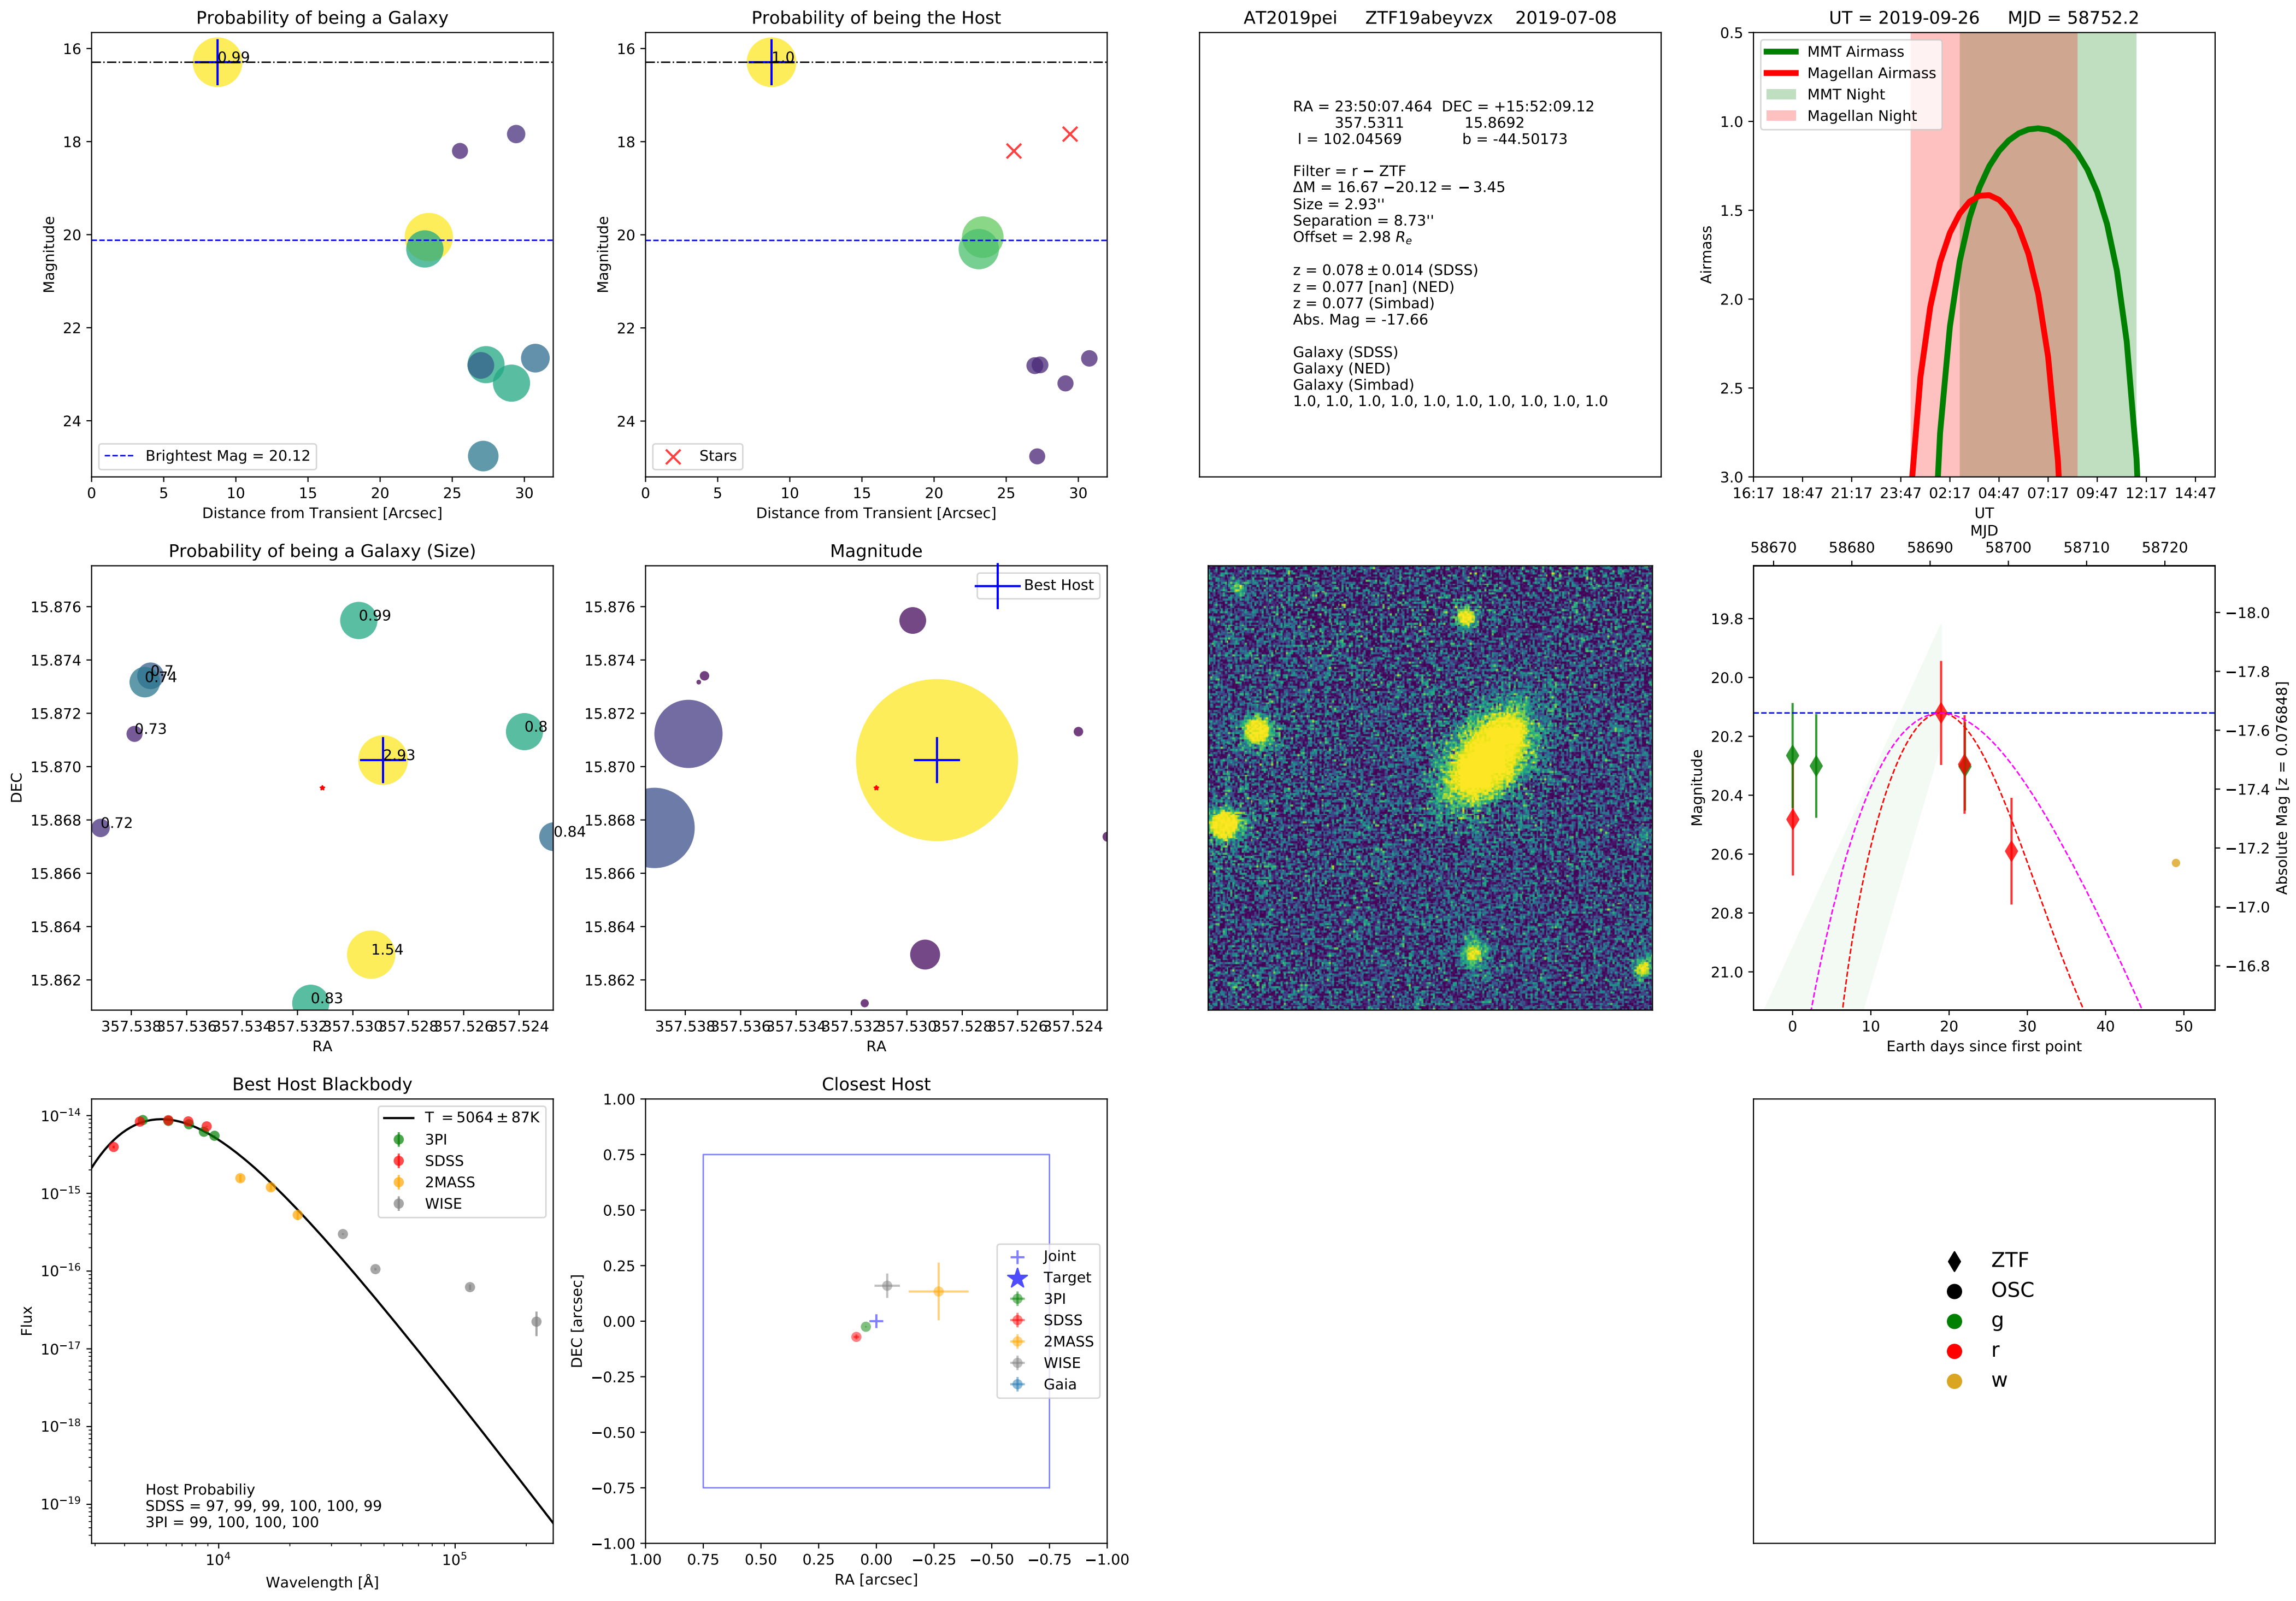 Probability of being a Galaxy
16
18
20
22
24
Magnitude
0.99
Brightest Mag = 20.12
0 5 10 15 20 25 30
Distance from Transient [Arcsec]
Probability of being the Host
16
18
20
22
24
Magnitude
1.0
Stars
0 5 10 15 20 25 30
Distance from Transient [Arcsec]
AT2019pei ZTF19abeyvzx 2019-07-08
RA = 23:50:07.464 DEC = +15:52:09.12
357.5311 15.8692
l = 102.04569 b = -44.50173
Filter = r − ZTF
ΔM = 16.67 −20.12 = −3.45
Size = 2.93''
Separation = 8.73''
Offset = 2.98 Re
z = 0.078 ± 0.014 (SDSS)
z = 0.077 [nan] (NED)
z = 0.077 (Simbad)
Abs. Mag = -17.66
Galaxy (SDSS)
Galaxy (NED)
Galaxy (Simbad)
1.0, 1.0, 1.0, 1.0, 1.0, 1.0, 1.0, 1.0, 1.0, 1.0
UT = 2019-09-26 MJD = 58752.2
MMT Airmass
Magellan Airmass
MMT Night
Magellan Night
0.5
1.0
1.5
2.0
2.5
3.0
Airmass
16:17 18:47 21:17 23:47 02:17 04:47 07:17 09:47 12:17 14:47
UT
Probability of being a Galaxy (Size)
15.876
15.874
15.872
15.870
15.868
15.866
15.864
15.862
DEC
0.99
0.7
0.74
0.73
0.8
2.93
0.72
0.84
1.54
0.83
357.538 357.536 357.534 357.532 357.530 357.528 357.526 357.524
RA
Magnitude
Best Host
15.876
15.874
15.872
15.870
15.868
15.866
15.864
15.862
357.538 357.536 357.534 357.532 357.530 357.528 357.526 357.524
RA
MJD
58670 58680 58690 58700 58710 58720
19.8
20.0
20.2
20.4
20.6
20.8
21.0
Magnitude
−18.0
−17.8
−17.6
−17.4
−17.2
−17.0
−16.8
Absolute Mag [z = 0.076848]
0 10 20 30 40 50
Earth days since first point
Best Host Blackbody
T = 5064 ± 87K
3PI
SDSS
2MASS
WISE
10−14
10−15
10−16
10−17
10−18
10−19
Flux
Host Probabiliy
SDSS = 97, 99, 99, 100, 100, 99
3PI = 99, 100, 100, 100
104 105
Wavelength [Å]
Closest Host
1.00
0.75
0.50
0.25
0.00
−0.25
−0.50
−0.75
−1.00
DEC [arcsec]
Joint
Target
3PI
SDSS
2MASS
WISE
Gaia
1.00 0.75 0.50 0.25 0.00 −0.25 −0.50 −0.75 −1.00
RA [arcsec]
ZTF
OSC
g
r
w